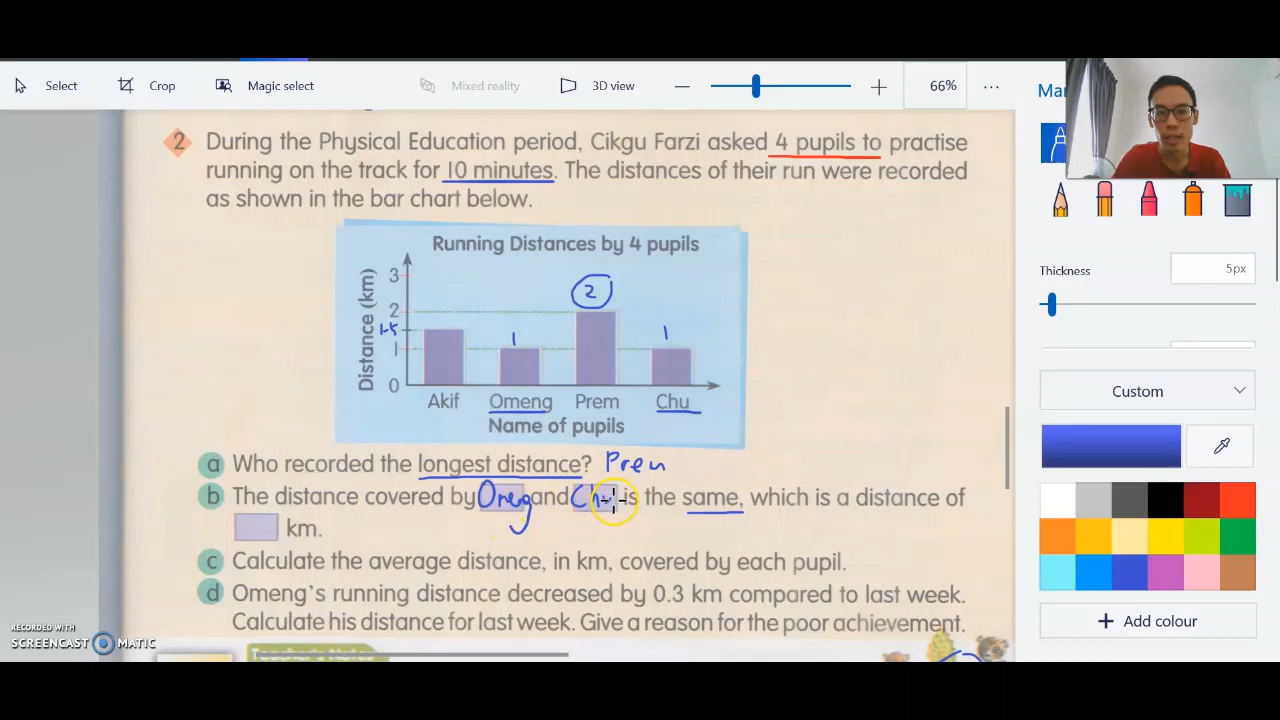 Select
Crop
Magic select
Mixed reality
3D view
66%
2 During the Physical Education period, Cikgu Farzi asked 4 pupils to practise
running on the track for 10 minutes. The distances of their run were recorded
as shown in the bar chart below.
Running Distances by 4 pupils
Distance (km)
3
2
1.5
1
0
2
1
1
Akif Omeng Prem Chu
Name of pupils
a Who recorded the longest distance? Prem
b The distance covered by Omeng and Chu is the same, which is a distance of
km.
c Calculate the average distance, in km, covered by each pupil.
d Omeng's running distance decreased by 0.3 km compared to last week.
Calculate his distance for last week. Give a reason for the poor achievement.
Teacher's Notes
Mar
Thickness
5px
Custom
+ Add colour
RECORDED WITH
SCREENCAST MATIC